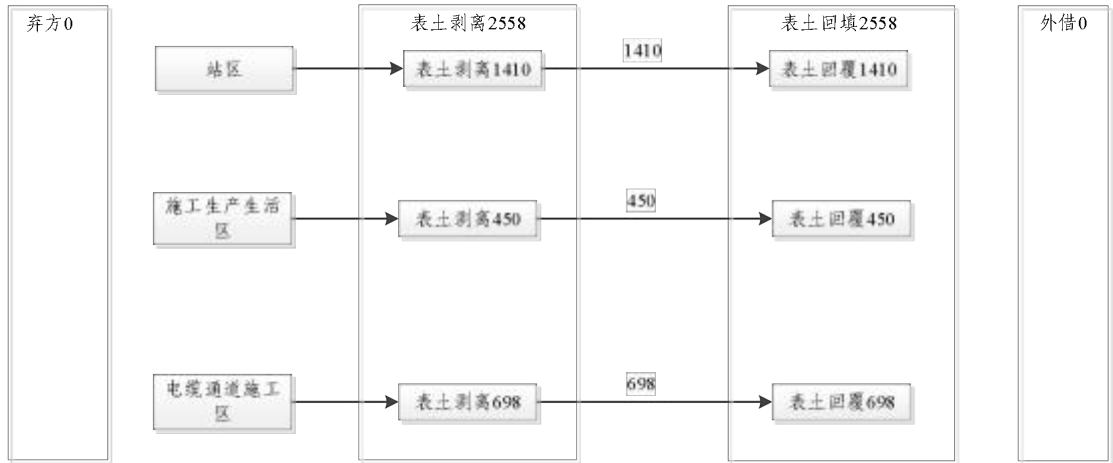 弃方0
表土剥离2558
表土回填2558
外借0
站区
表土剥离1410
1410
表土回覆1410
施工生产生活
区
表土剥离450
450
表土回覆450
电缆通道施工
区
表土剥离698
698
表土回覆698